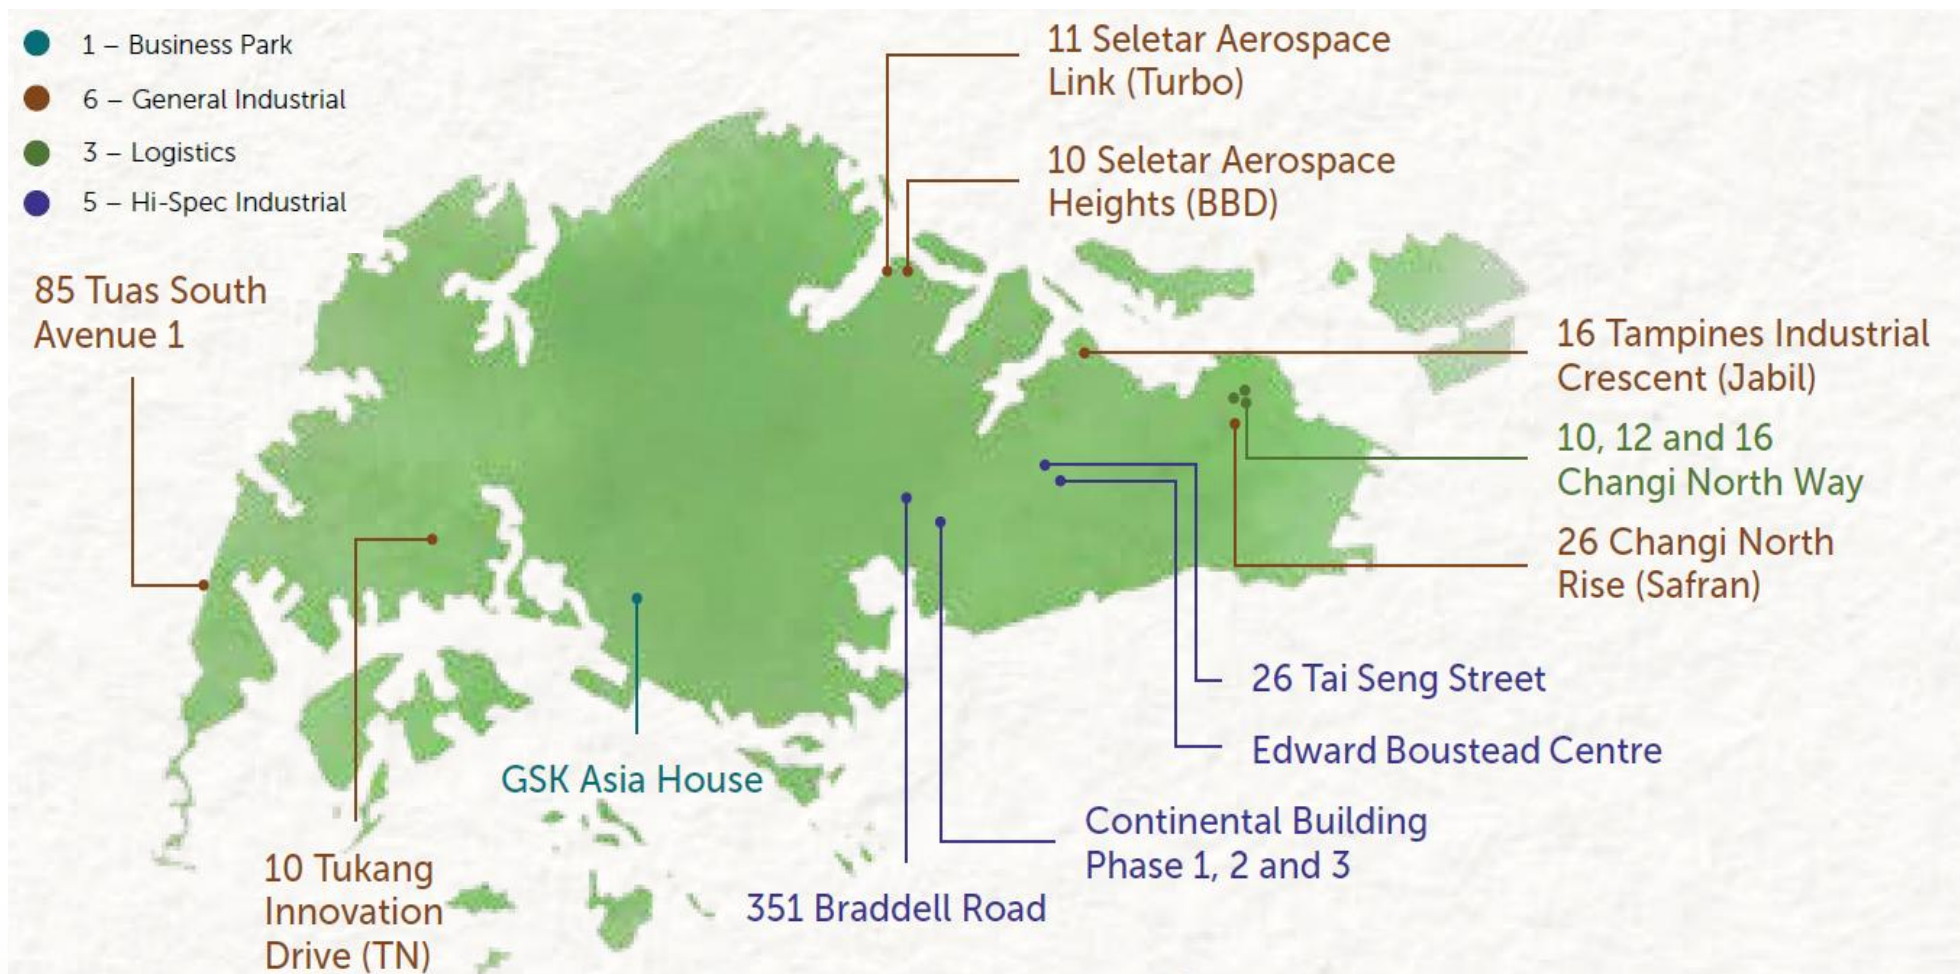 1 – Business Park
6 – General Industrial
3 – Logistics
5 – Hi-Spec Industrial
11 Seletar Aerospace
Link (Turbo)
10 Seletar Aerospace
Heights (BBD)
85 Tuas South
Avenue 1
16 Tampines Industrial
Crescent (Jabil)
10, 12 and 16
Changi North Way
26 Changi North
Rise (Safran)
26 Tai Seng Street
Edward Boustead Centre
GSK Asia House
Continental Building
Phase 1, 2 and 3
10 Tukang
Innovation
Drive (TN)
351 Braddell Road